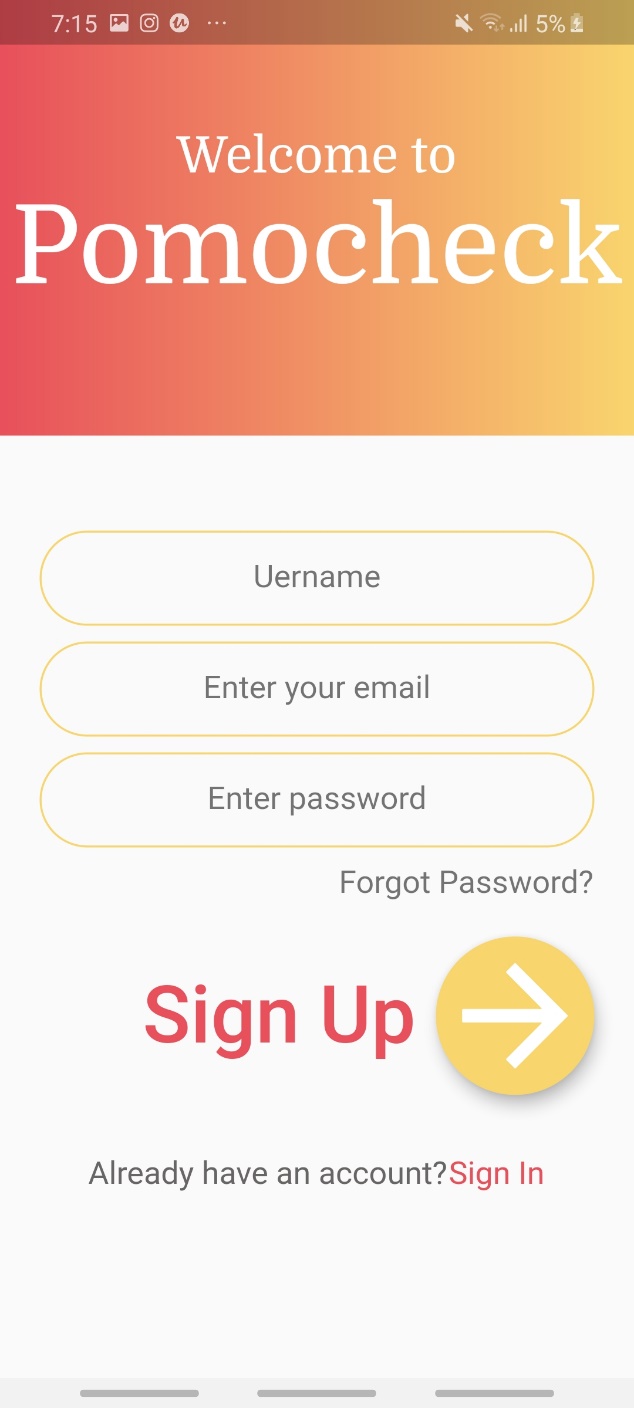 7:15 5%
Welcome to
Pomocheck
Uername
Enter your email
Enter password
Forgot Password?
Sign Up
Already have an account?Sign In